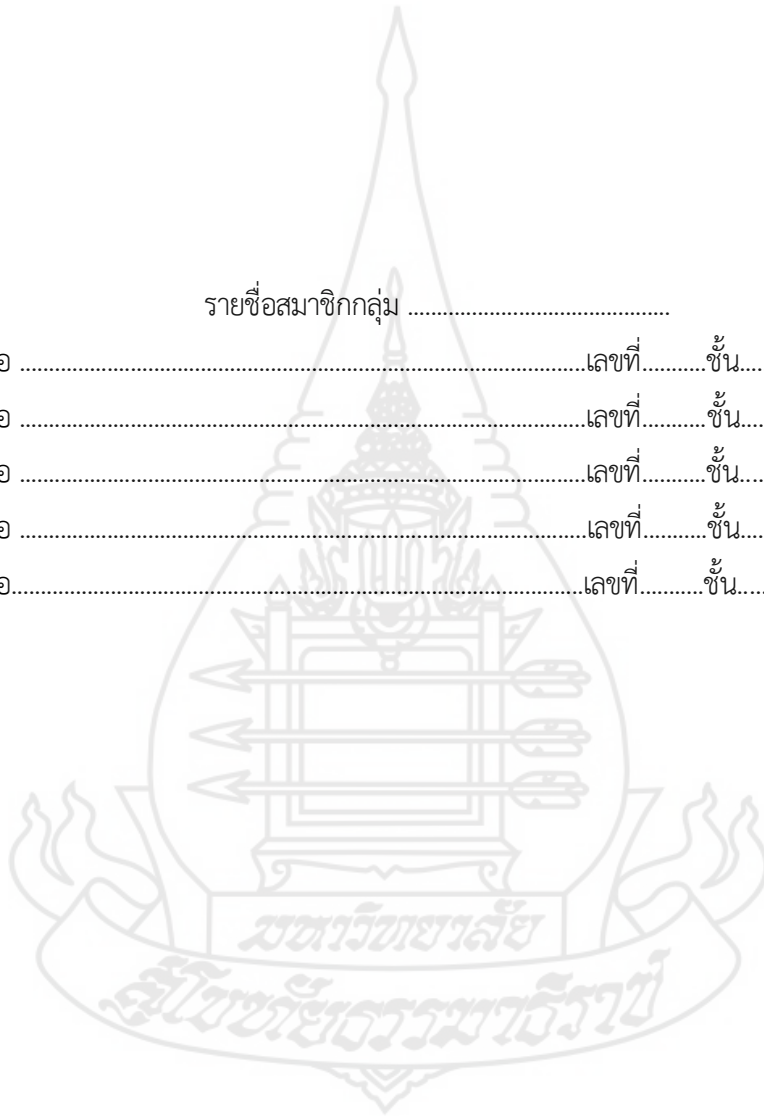 รายชื่อสมาชิกกลุ่ม ..........................................
อ ............................................................................................เลขที่...........ชั้น....
อ ............................................................................................เลขที่...........ชั้น....
อ ............................................................................................เลขที่...........ชั้น....
อ ............................................................................................เลขที่...........ชั้น....
อ............................................................................................เลขที่...........ชั้น.....
มหาวิทยาลัย
สุโขทัยธรรมาธิราช